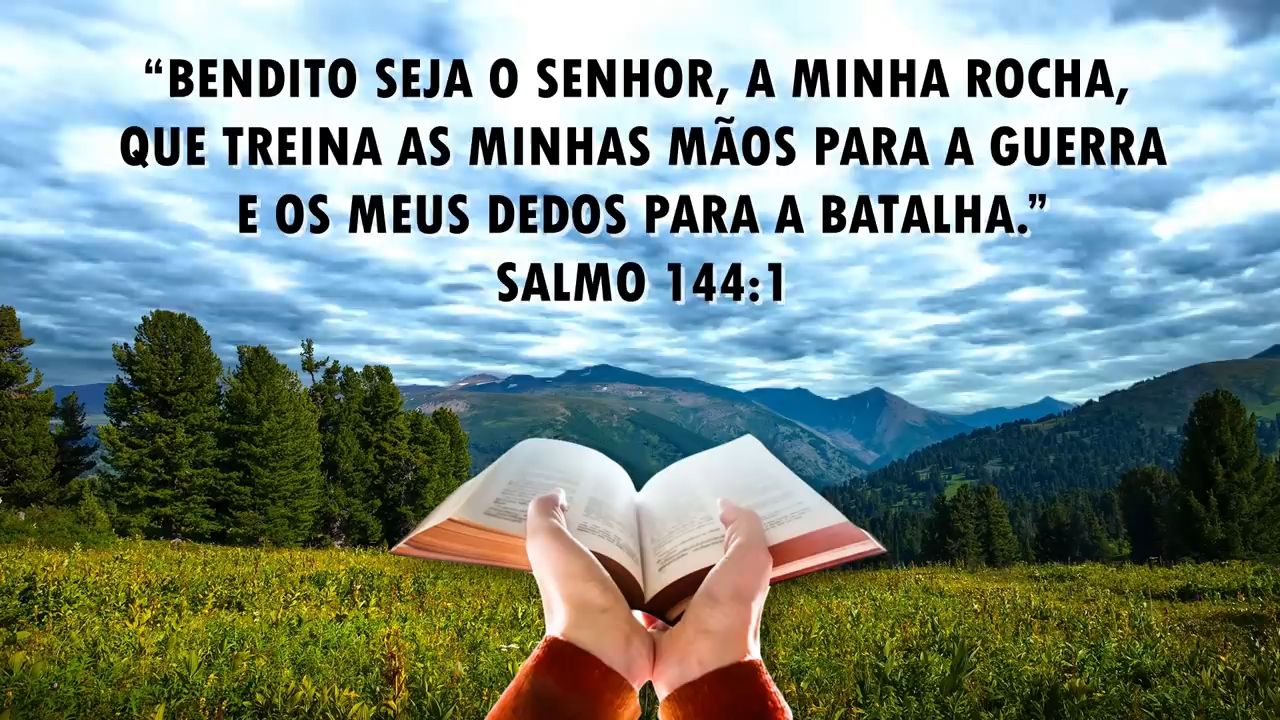 “BENDITO SEJA O SENHOR, A MINHA ROCHA,
QUE TREINA AS MINHAS MÃOS PARA A GUERRA
E OS MEUS DEDOS PARA A BATALHA.”
SALMO 144:1